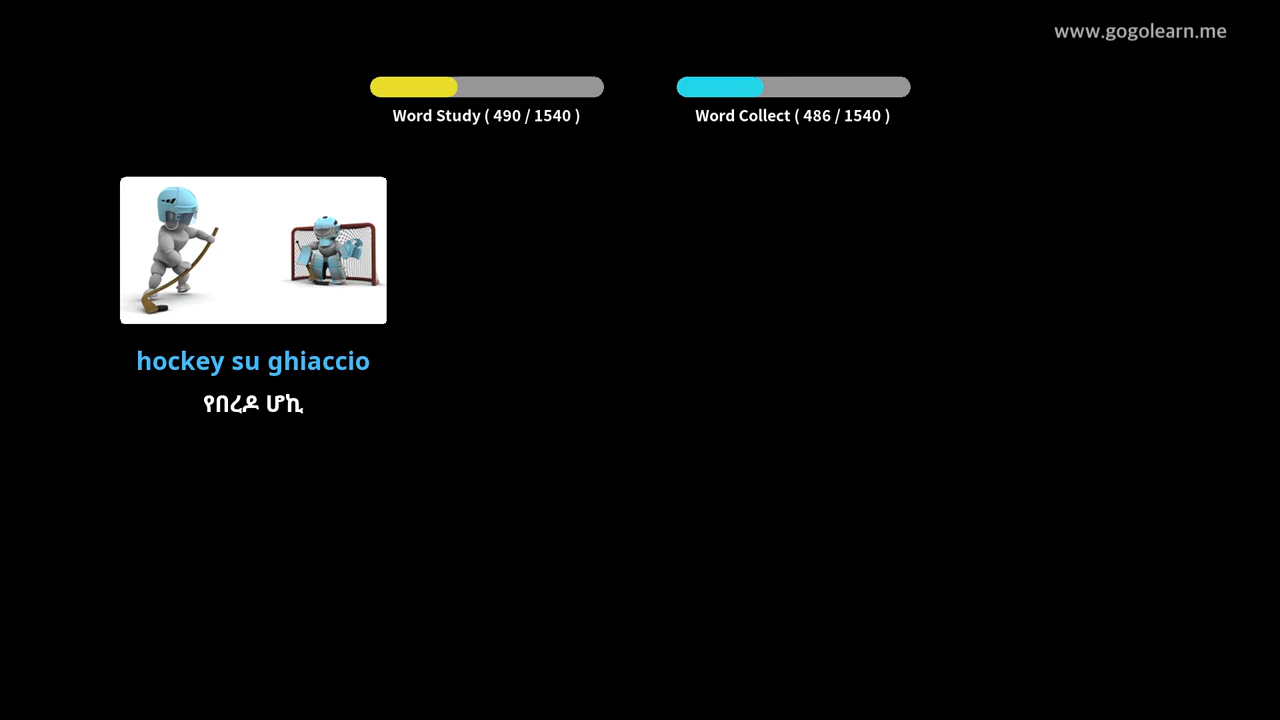 www.gogolearn.me
Word Study ( 490 / 1540 )
Word Collect ( 486 / 1540 )
hockey su ghiaccio
የበረዶ ሆኪ